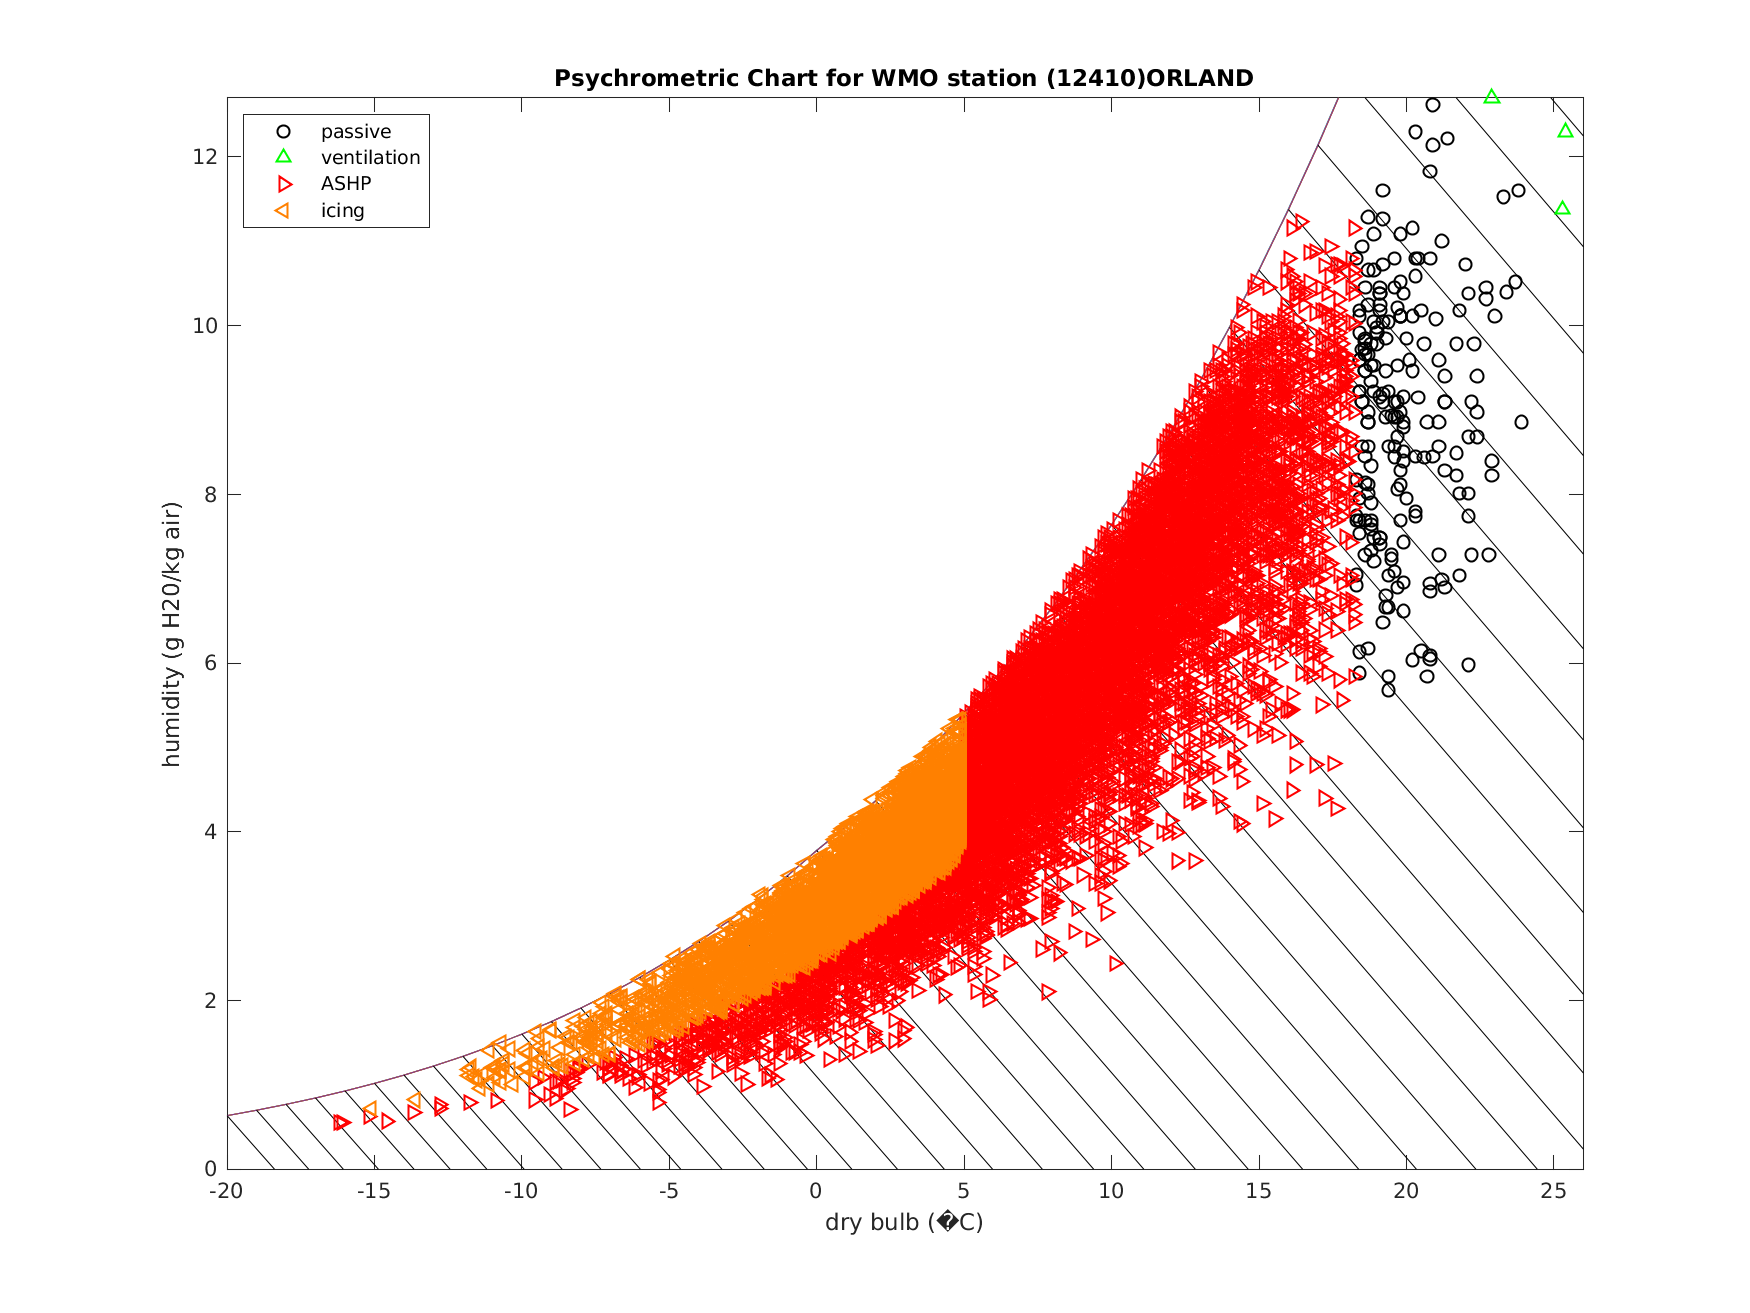 Psychrometric Chart for WMO station (12410)ORLAND
passive
ventilation
ASHP
icing
humidity (g H20/kg air)
12
10
8
6
4
2
0
-20 -15 -10 -5 0 5 10 15 20 25
dry bulb (�C)